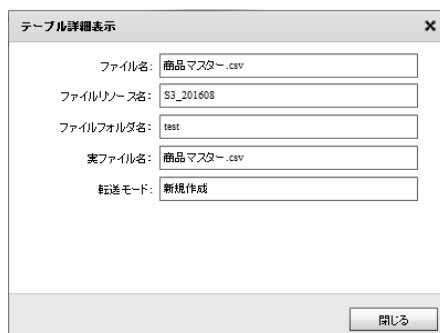 テーブル詳細表示
ファイル名: 商品マスター.csv
ファイルリソース名: S3_201608
ファイルフォルダ名: test
実ファイル名: 商品マスター.csv
転送モード: 新規作成
閉じる